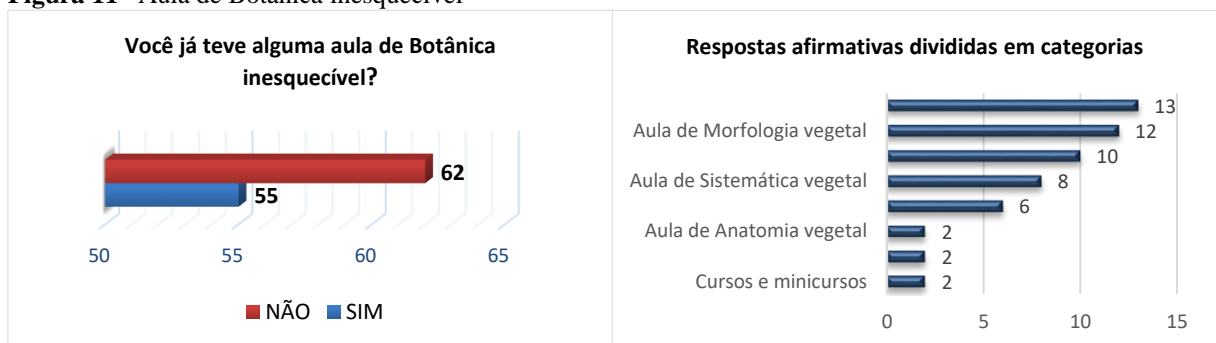 Figura 11 - Aula de Botânica inesquecível
Você já teve alguma aula de Botânica
inesquecível?
62
55
50 55 60 65
NÃO SIM
Respostas afirmativas divididas em categorias
13
Aula de Morfologia vegetal 12
10
Aula de Sistemática vegetal 8
6
Aula de Anatomia vegetal 2
2
Cursos e minicursos 2
0 5 10 15